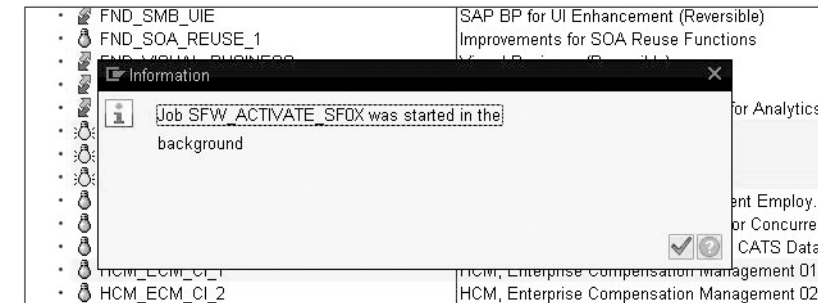 FND_SMB_UIE SAP BP for UI Enhancement (Reversible)
FND_SOA_REUSE_1 Improvements for SOA Reuse Functions
Information
Job SFW_ACTIVATE_SF0X was started in the
background
for Analytics
ent Employ.
or Concurre
CATS Data
HCM_ECM_CI_1 HCM, Enterprise Compensation Management 01
HCM_ECM_CI_2 HCM, Enterprise Compensation Management 02